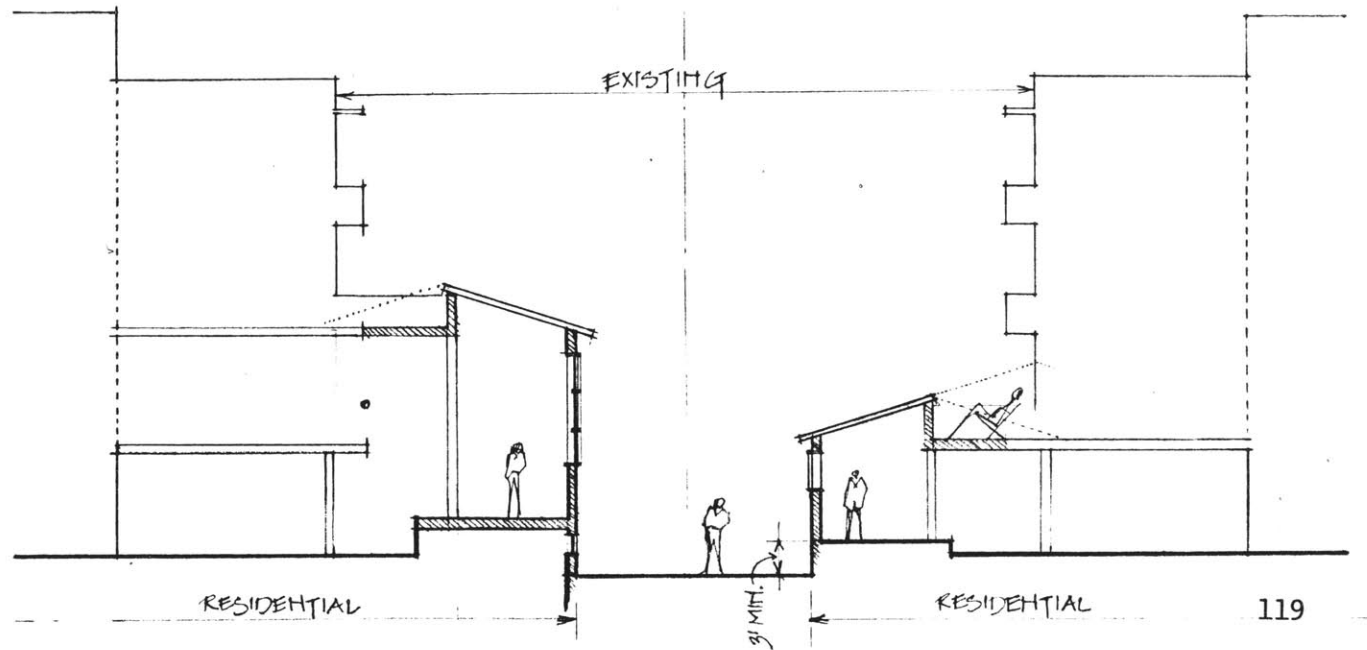 EXISTING
RESIDENTIAL
3' MIN.
RESIDENTIAL
119